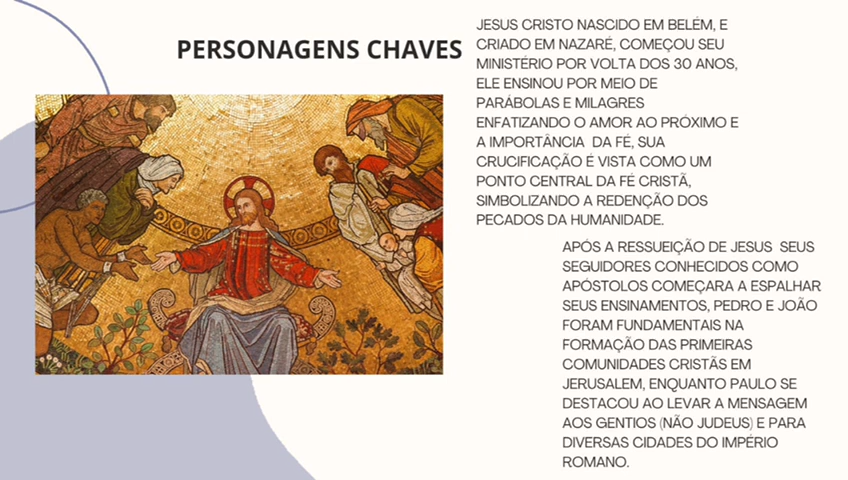 PERSONAGENS CHAVES
JESUS CRISTO NASCIDO EM BELÉM, E
CRIADO EM NAZARÉ, COMEÇOU SEU
MINISTÉRIO POR VOLTA DOS 30 ANOS,
ELE ENSINOU POR MEIO DE
PARÁBOLAS E MILAGRES
ENFATIZANDO O AMOR AO PRÓXIMO E
A IMPORTÂNCIA DA FÉ, SUA
CRUCIFICAÇÃO É VISTA COMO UM
PONTO CENTRAL DA FÉ CRISTÃ,
SIMBOLIZANDO A REDENÇÃO DOS
PECADOS DA HUMANIDADE.
APÓS A RESSUEIÇÃO DE JESUS SEUS
SEGUIDORES CONHECIDOS COMO
APÓSTOLOS COMEÇARA A ESPALHAR
SEUS ENSINAMENTOS, PEDRO E JOÃO
FORAM FUNDAMENTAIS NA
FORMAÇÃO DAS PRIMEIRAS
COMUNIDADES CRISTÃS EM
JERUSALEM, ENQUANTO PAULO SE
DESTACOU AO LEVAR A MENSAGEM
AOS GENTIOS (NÃO JUDEUS) E PARA
DIVERSAS CIDADES DO IMPÉRIO
ROMANO.